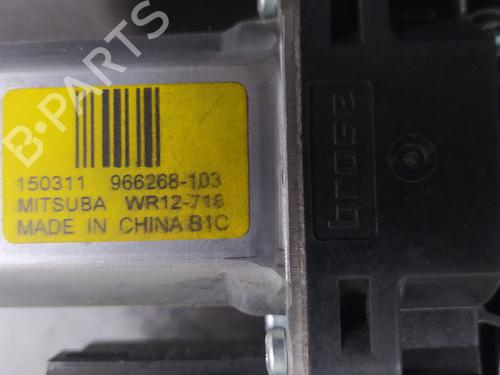 B-PARTS
150311 966268-103
MITSUBA WR12-718
MADE IN CHINA B1C
brose